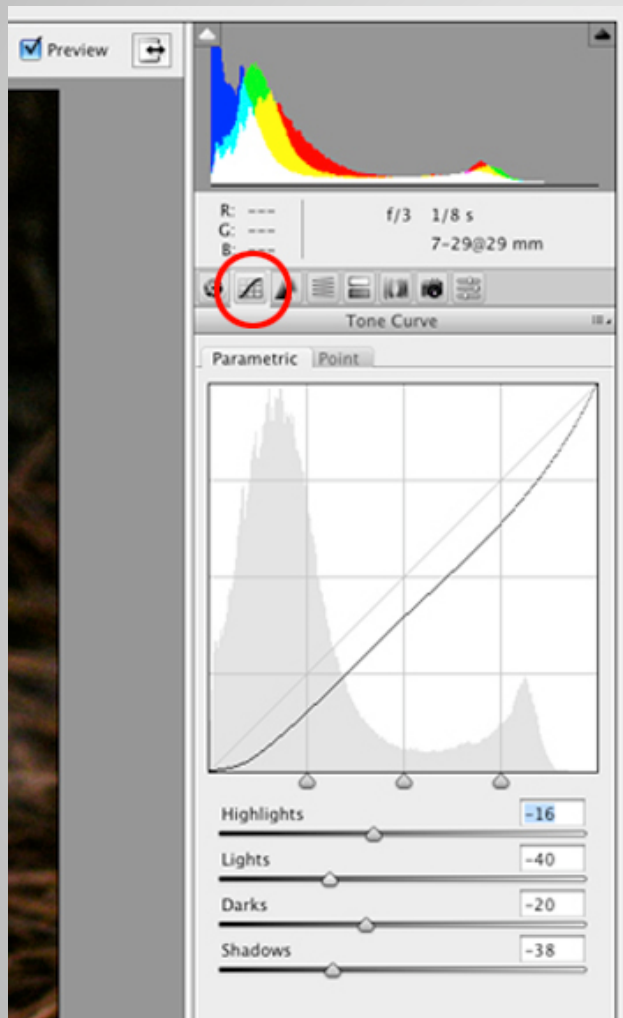 Preview
R: ---
G: ---
B: ---
f/3 1/8 s
7-29@29 mm
Tone Curve
Parametric Point
Highlights -16
Lights -40
Darks -20
Shadows -38